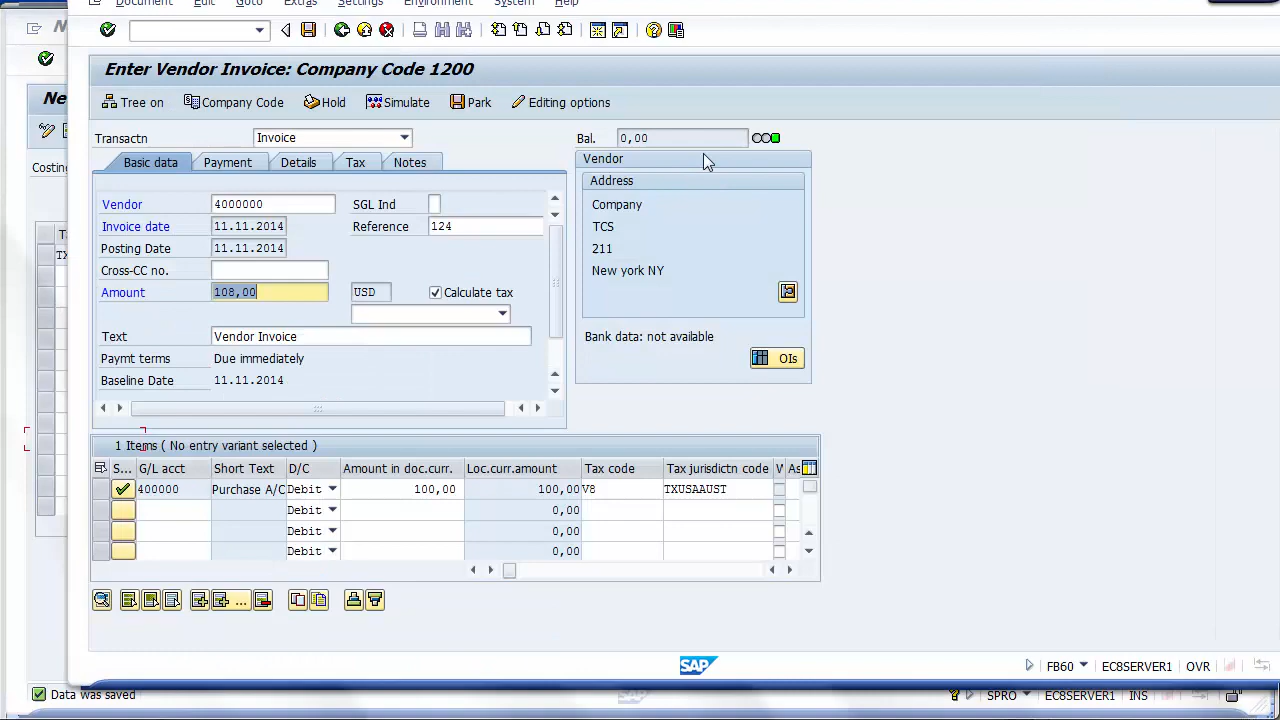 Document Edit Goto Extras Settings Environment System Help
Enter Vendor Invoice: Company Code 1200
Tree on Company Code Hold Simulate Park Editing options
Transactn Invoice Bal. 0,00
Basic data Payment Details Tax Notes
Vendor 4000000 SGL Ind
Invoice date 11.11.2014 Reference 124
Posting Date 11.11.2014
Cross-CC no.
Amount 108,00 USD Calculate tax
Text Vendor Invoice
Paymt terms Due immediately
Baseline Date 11.11.2014
Vendor
Address
Company
TCS
211
New york NY
Bank data: not available
OIs
1 Items ( No entry variant selected )
S... G/L acct Short Text D/C Amount in doc.curr. Loc.curr.amount Tax code Tax jurisdictn code W As
400000 Purchase A/C Debit 100,00 100,00 V8 TXUSAAUST
Debit 0,00
Debit 0,00
Debit 0,00
...
SAP
FB60 EC8SERVER1 OVR
Ne
Costing
TX
Data was saved
SPRO EC8SERVER1 INS